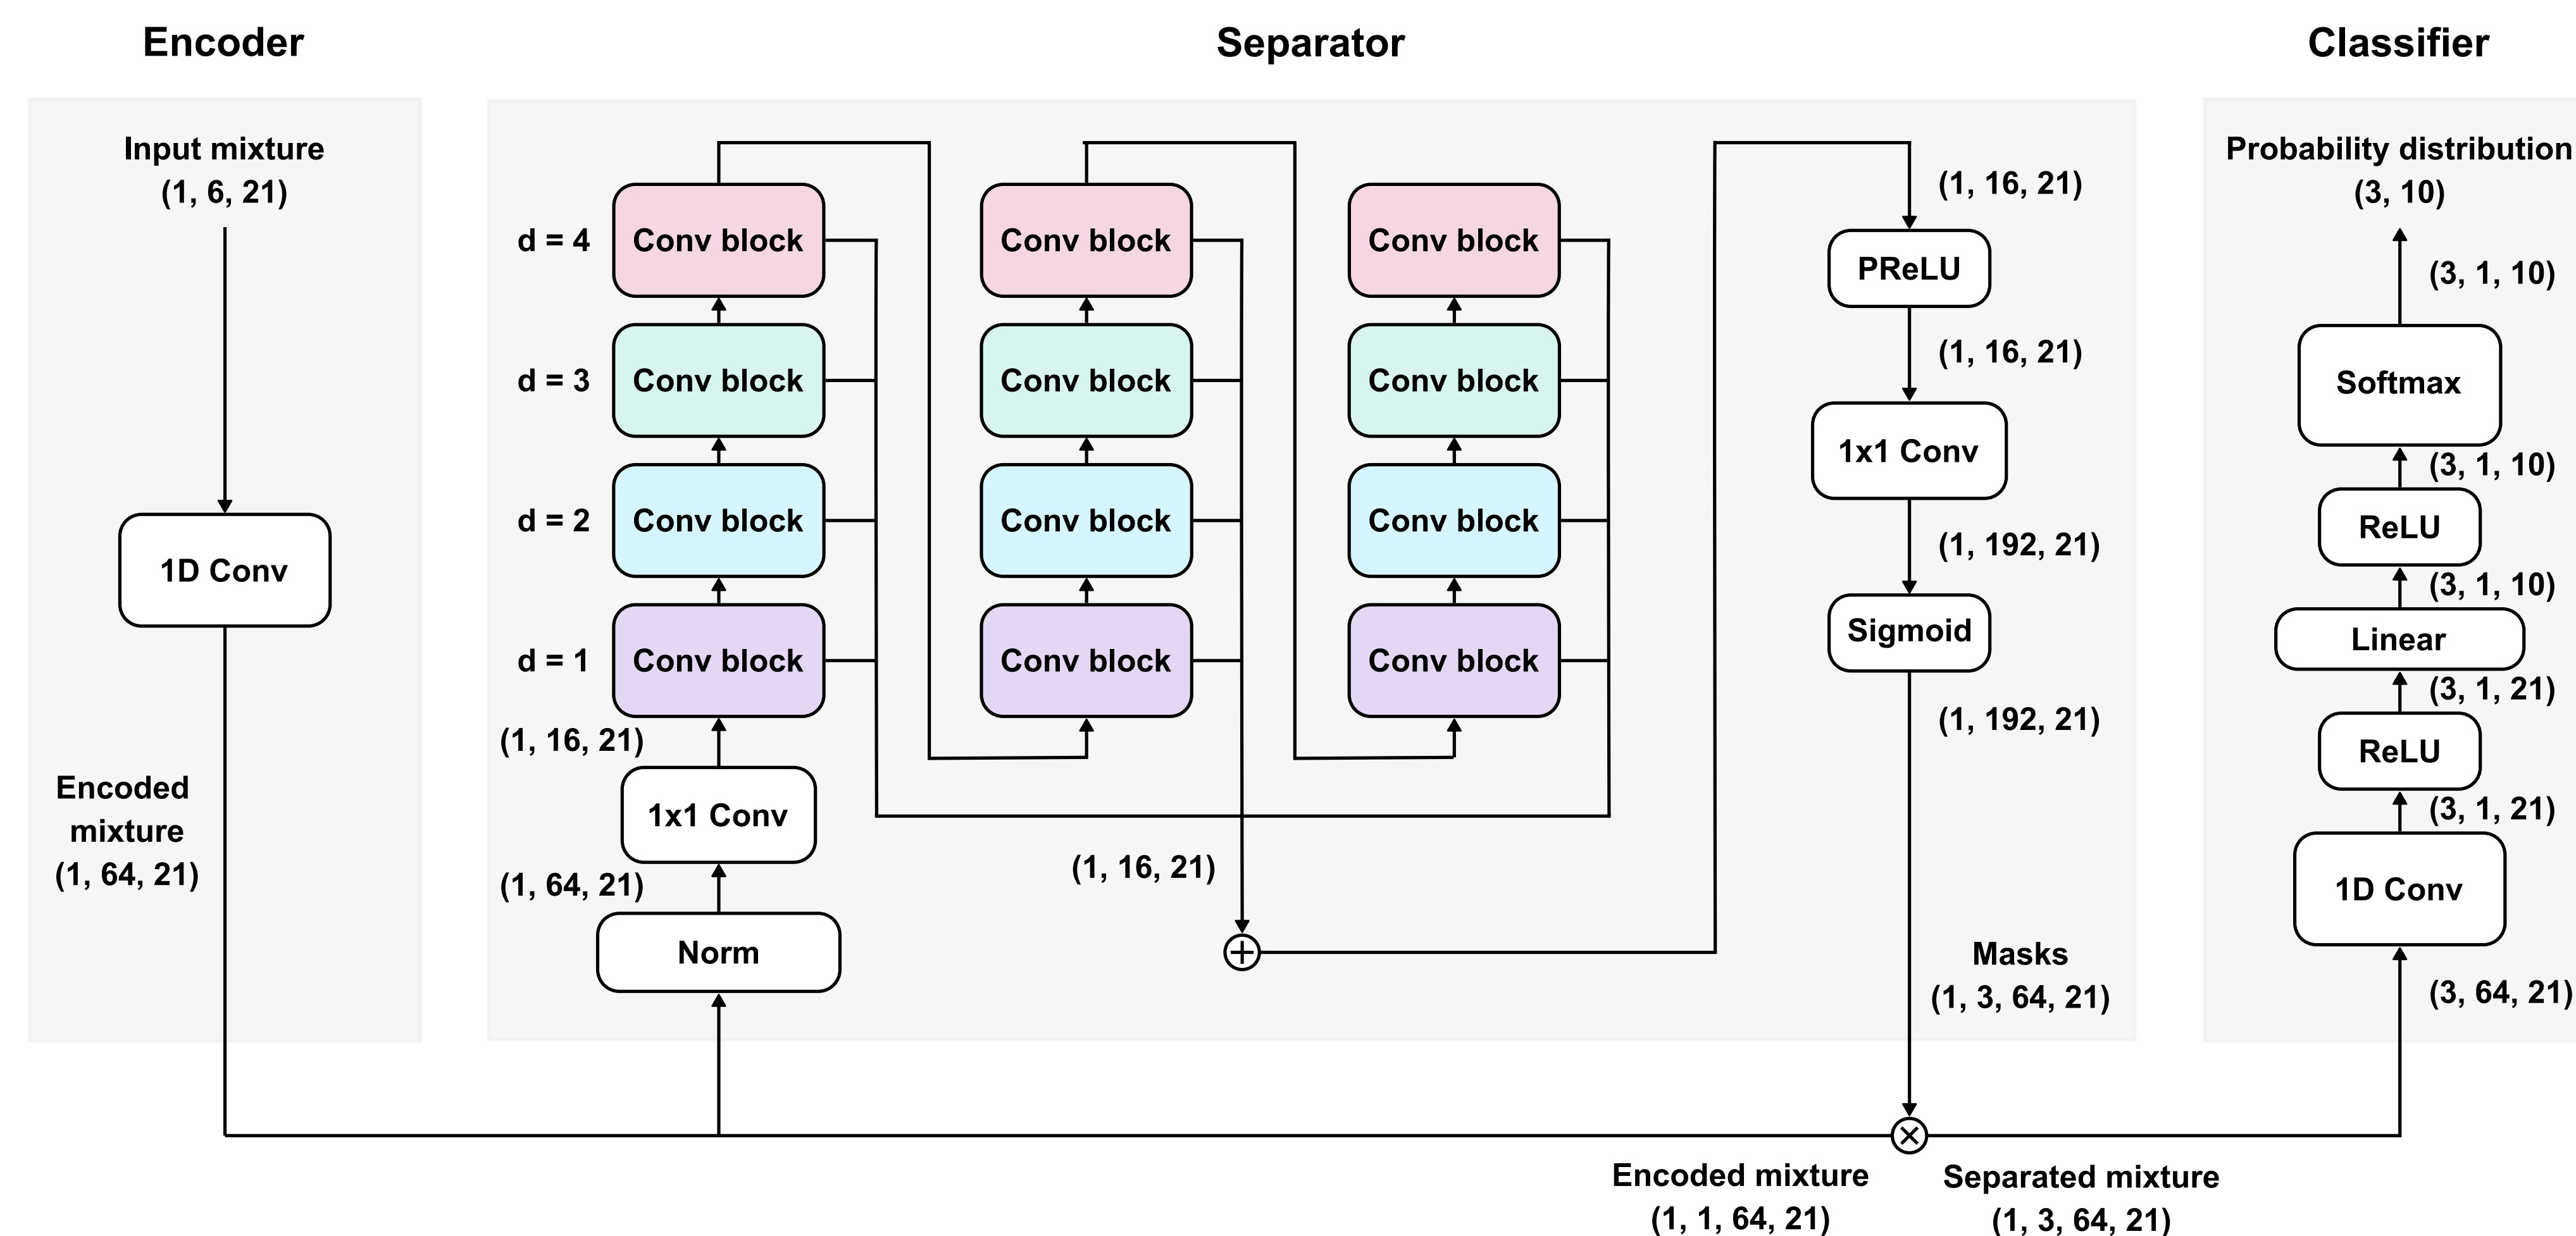 Encoder
Input mixture
(1, 6, 21)
1D Conv
Encoded
mixture
(1, 64, 21)
Separator
d = 4
Conv block
Conv block
Conv block
d = 3
Conv block
Conv block
Conv block
d = 2
Conv block
Conv block
Conv block
d = 1
Conv block
Conv block
Conv block
(1, 16, 21)
1x1 Conv
(1, 64, 21)
Norm
(1, 16, 21)
(1, 16, 21)
PReLU
(1, 16, 21)
1x1 Conv
(1, 192, 21)
Sigmoid
(1, 192, 21)
Masks
(1, 3, 64, 21)
Encoded mixture
(1, 1, 64, 21)
Separated mixture
(1, 3, 64, 21)
Classifier
Probability distribution
(3, 10)
(3, 1, 10)
Softmax
(3, 1, 10)
ReLU
(3, 1, 10)
Linear
(3, 1, 21)
ReLU
(3, 1, 21)
1D Conv
(3, 64, 21)